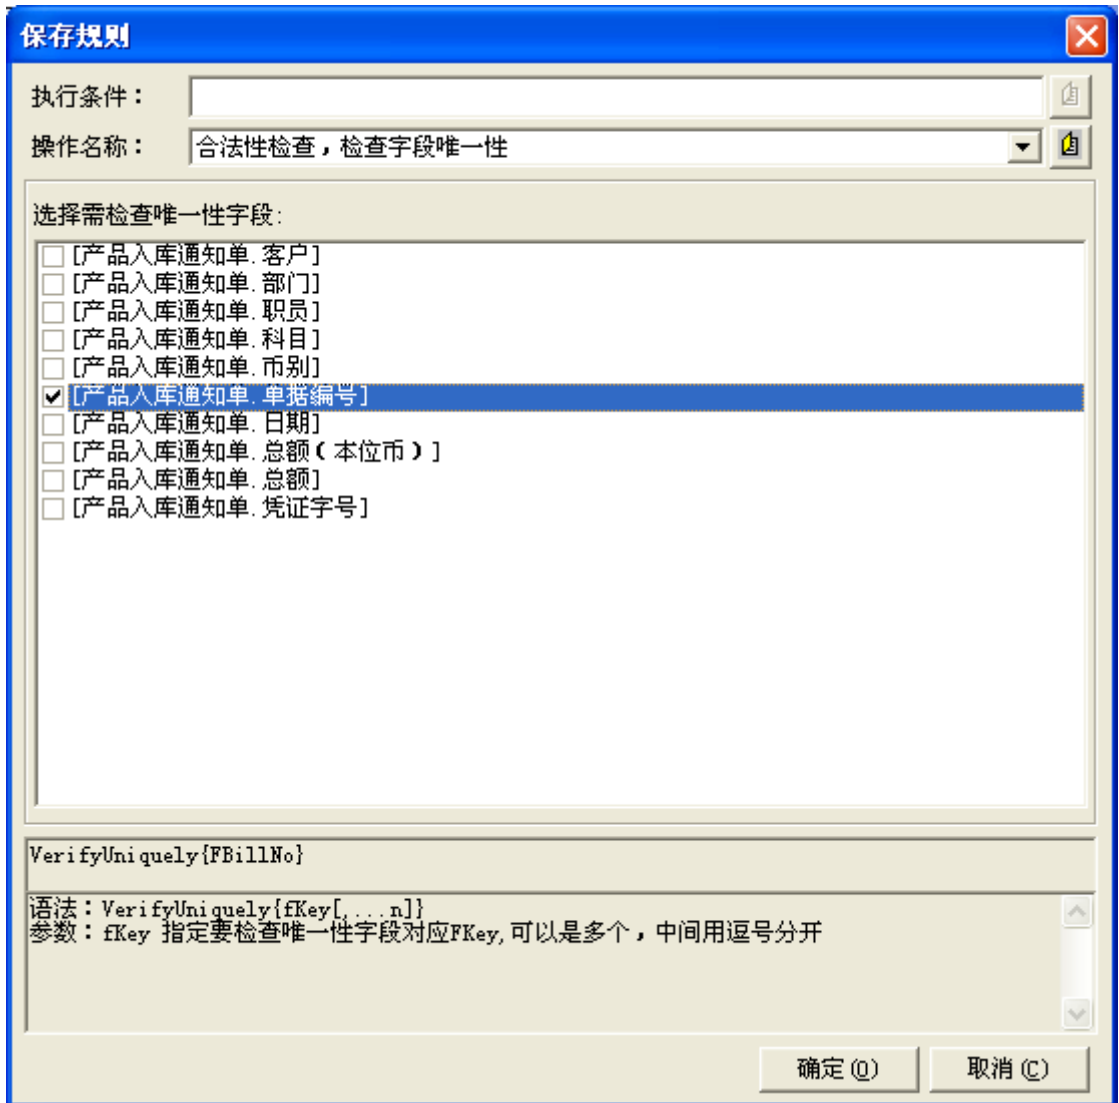 保存规则
执行条件：
操作名称： 合法性检查，检查字段唯一性
选择需检查唯一性字段:
[产品入库通知单.客户]
[产品入库通知单.部门]
[产品入库通知单.职员]
[产品入库通知单.科目]
[产品入库通知单.币别]
[产品入库通知单.单据编号]
[产品入库通知单.日期]
[产品入库通知单.总额（本位币）]
[产品入库通知单.总额]
[产品入库通知单.凭证字号]
VerifyUniquely{FBillNo}
语法：VerifyUniquely{fKey[,...n]}
参数：fKey 指定要检查唯一性字段对应FKey,可以是多个，中间用逗号分开
确定(O) 取消(C)